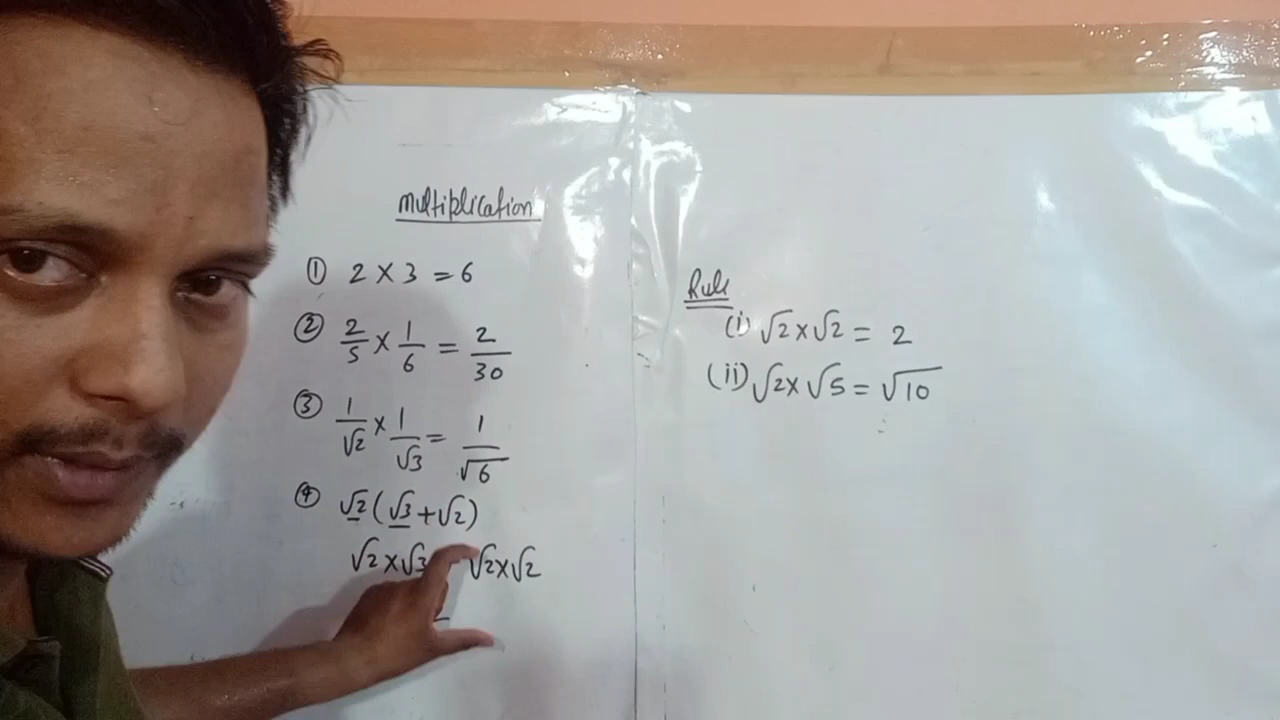 multiplication
① 2 × 3 = 6
② 2/5 × 1/6 = 2/30
③ 1/√2 × 1/√3 = 1/√6
④ √2(√3+√2)
√2×√3 √2×√2
Rule
(i) √2×√2 = 2
(ii) √2×√5 = √10